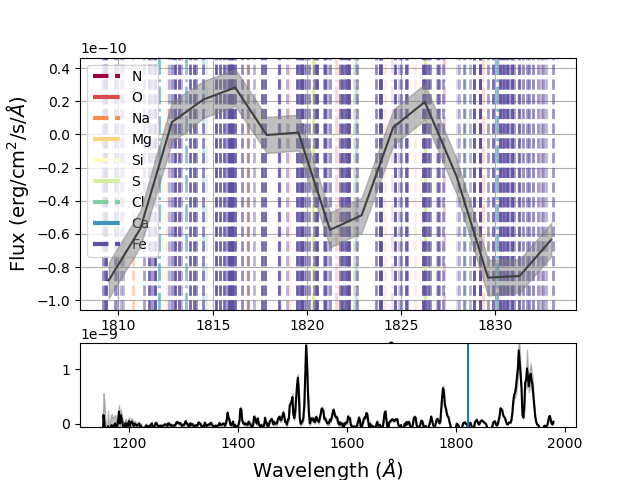 1e−10
Flux (erg/cm²/s/Å)
0.4
0.2
0.0
−0.2
−0.4
−0.6
−0.8
−1.0
N
O
Na
Mg
Si
S
Cl
Ca
Fe
1810 1815 1820 1825 1830
1e−9
1
0
1200 1400 1600 1800 2000
Wavelength (Å)